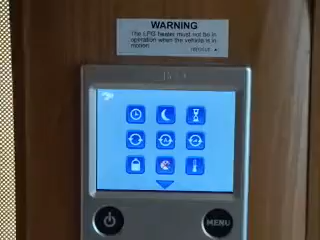 WARNING
The LPG heater must not be in
operation when the vehicle is in
motion.
MENU